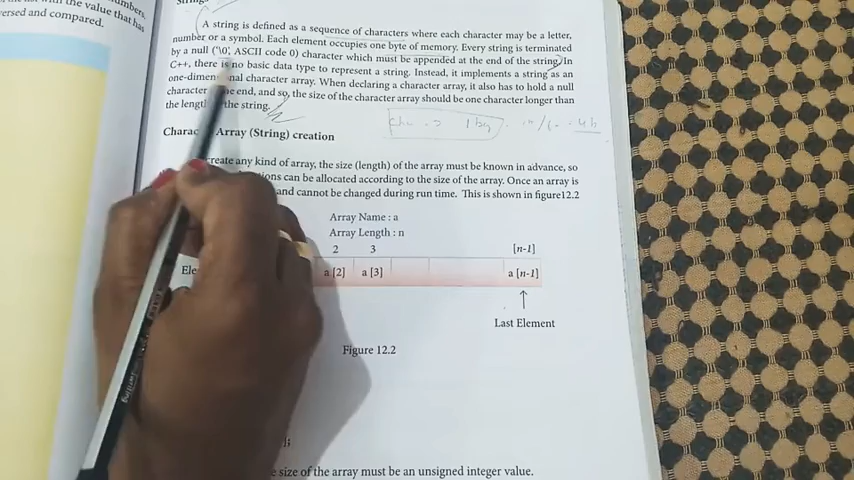 numbers,
of the value that has
versed and compared.
A string is defined as a sequence of characters where each character may be a letter,
number or a symbol. Each element occupies one byte of memory. Every string is terminated
by a null ('\0', ASCII code 0) character which must be appended at the end of the string. In
C++, there is no basic data type to represent a string. Instead, it implements a string as an
one-dimensional character array. When declaring a character array, it also has to hold a null
character end, and so, the size of the character array should be one character longer than
the length the string.
Array (String) creation
create any kind of array, the size (length) of the array must be known in advance, so
can be allocated according to the size of the array. Once an array is
and cannot be changed during run time. This is shown in figure12.2
Array Name : a
Array Length : n
2 3 [n-1]
a [2] a [3] a [n-1]
Last Element
Figure 12.2
size of the array must be an unsigned integer value.